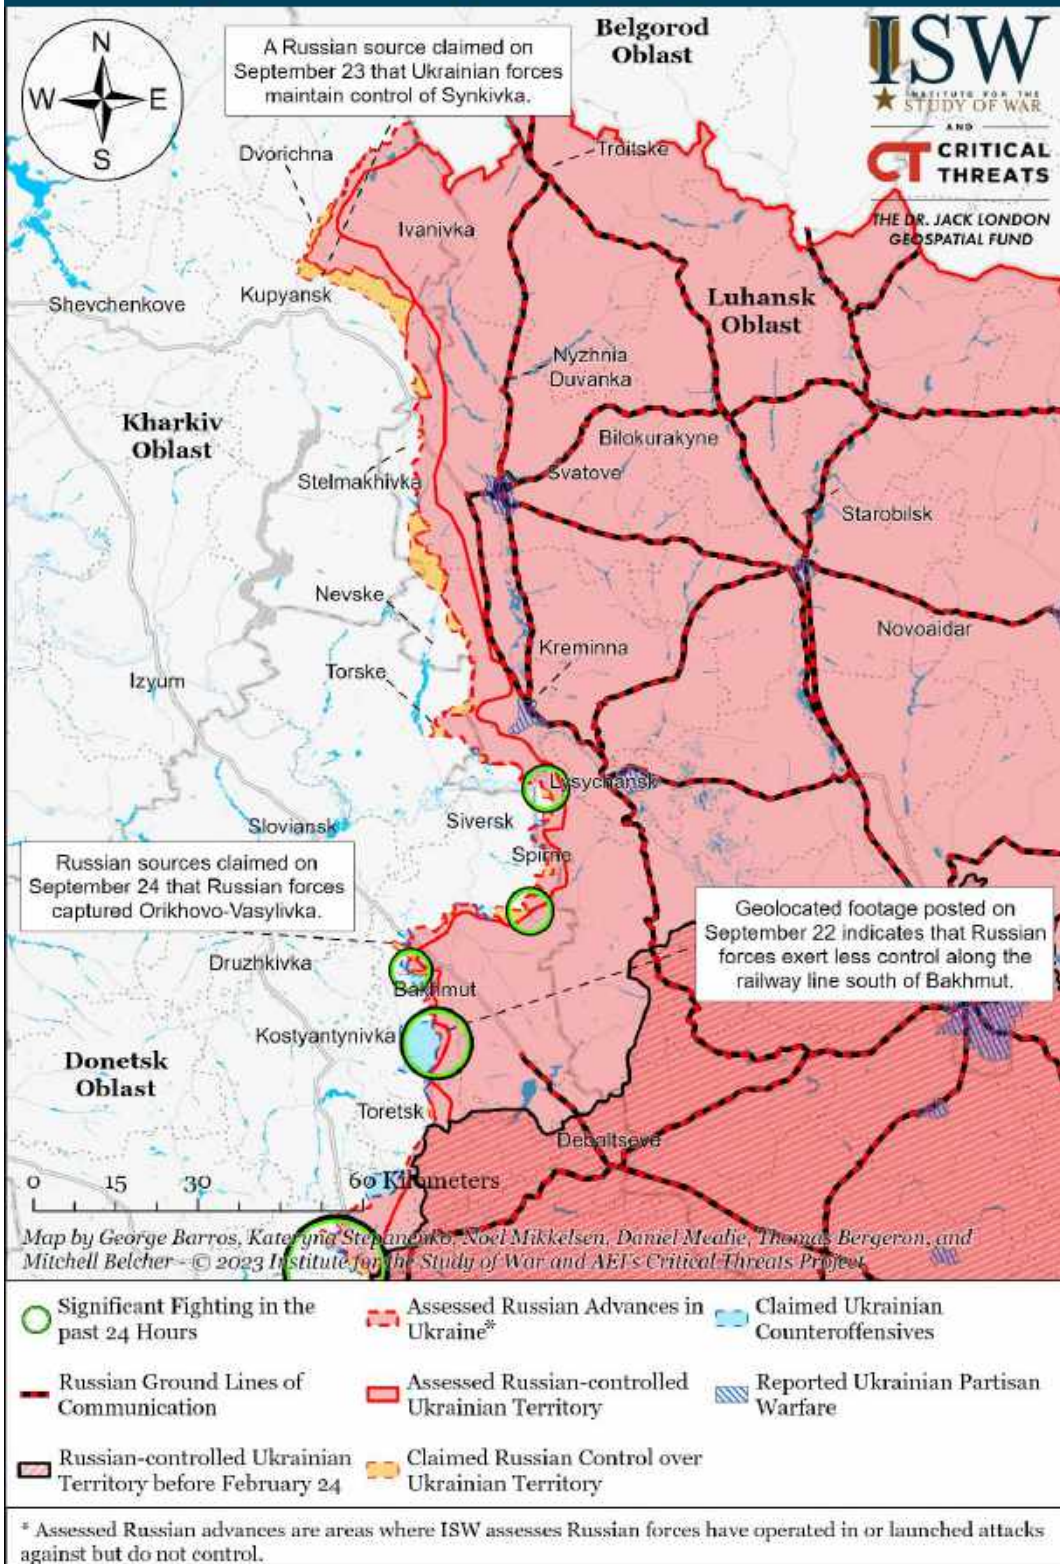 N
W
E
S
A Russian source claimed on
September 23 that Ukrainian forces
maintain control of Synkivka.
Belgorod
Oblast
ISW
INSTITUTE FOR THE
STUDY OF WAR
AND
CT CRITICAL
THREATS
THE DR. JACK LONDON
GEOSPATIAL FUND
Dvorichna
Troitske
Ivanivka
Shevchenkove
Kupyansk
Luhansk
Oblast
Nyzhnia
Duvanka
Kharkiv
Oblast
Bilokurakyne
Stelmakhivka
Svatove
Starobilsk
Nevske
Novoaidar
Kreminna
Torske
Izyum
Lysychansk
Siversk
Sloviansk
Spirne
Russian sources claimed on
September 24 that Russian forces
captured Orikhovo-Vasylivka.
Geolocated footage posted on
September 22 indicates that Russian
forces exert less control along the
railway line south of Bakhmut.
Druzhkivka
Bakhmut
Kostyantynivka
Donetsk
Oblast
Toretsk
Debaltseve
0 15 30 60 Kilometers
Map by George Barros, Kateryna Stepanenko, Noel Mikkelsen, Daniel Mealie, Thomas Bergeron, and
Mitchell Belcher - © 2023 Institute for the Study of War and AEI's Critical Threats Project
Significant Fighting in the
past 24 Hours
Assessed Russian Advances in
Ukraine*
Claimed Ukrainian
Counteroffensives
Russian Ground Lines of
Communication
Assessed Russian-controlled
Ukrainian Territory
Reported Ukrainian Partisan
Warfare
Russian-controlled Ukrainian
Territory before February 24
Claimed Russian Control over
Ukrainian Territory
* Assessed Russian advances are areas where ISW assesses Russian forces have operated in or launched attacks
against but do not control.